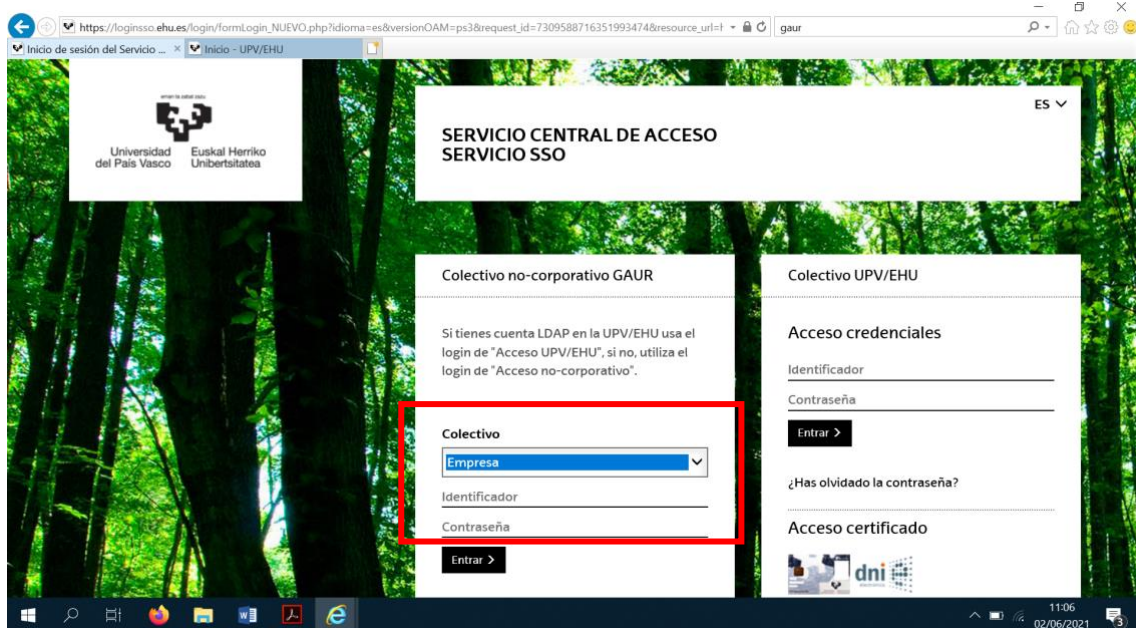 https://loginsso.ehu.es/login/formLogin_NUEVO.php?idioma=es&versionOAM=ps3&request_id=7309588716351993474&resource_url=
gaur
Inicio de sesión del Servicio ...
Inicio - UPV/EHU
Universidad del País Vasco
Euskal Herriko Unibertsitatea
ES
SERVICIO CENTRAL DE ACCESO
SERVICIO SSO
Colectivo no-corporativo GAUR
Si tienes cuenta LDAP en la UPV/EHU usa el
login de "Acceso UPV/EHU", si no, utiliza el
login de "Acceso no-corporativo".
Colectivo
Empresa
Identificador
Contraseña
Entrar >
Colectivo UPV/EHU
Acceso credenciales
Identificador
Contraseña
Entrar >
¿Has olvidado la contraseña?
Acceso certificado
dni
11:06
02/06/2021
3